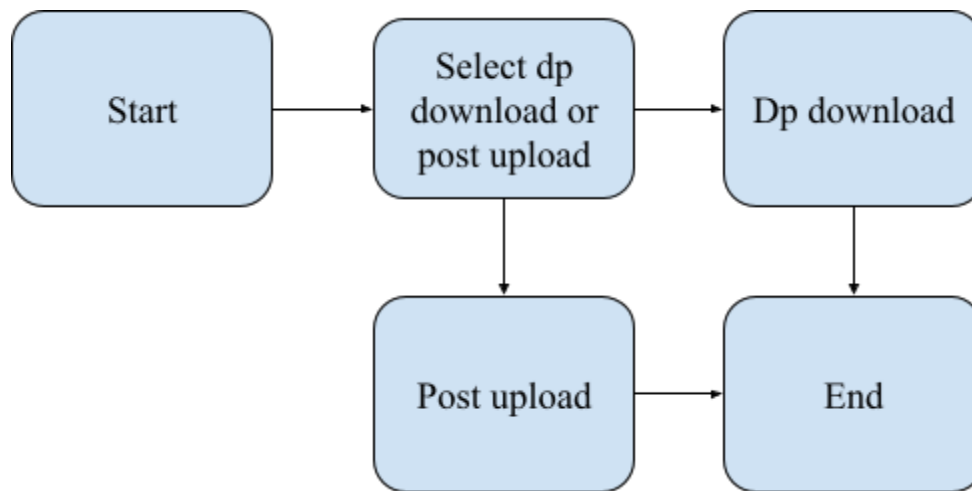 Start
Select dp
download or
post upload
Dp download
Post upload
End